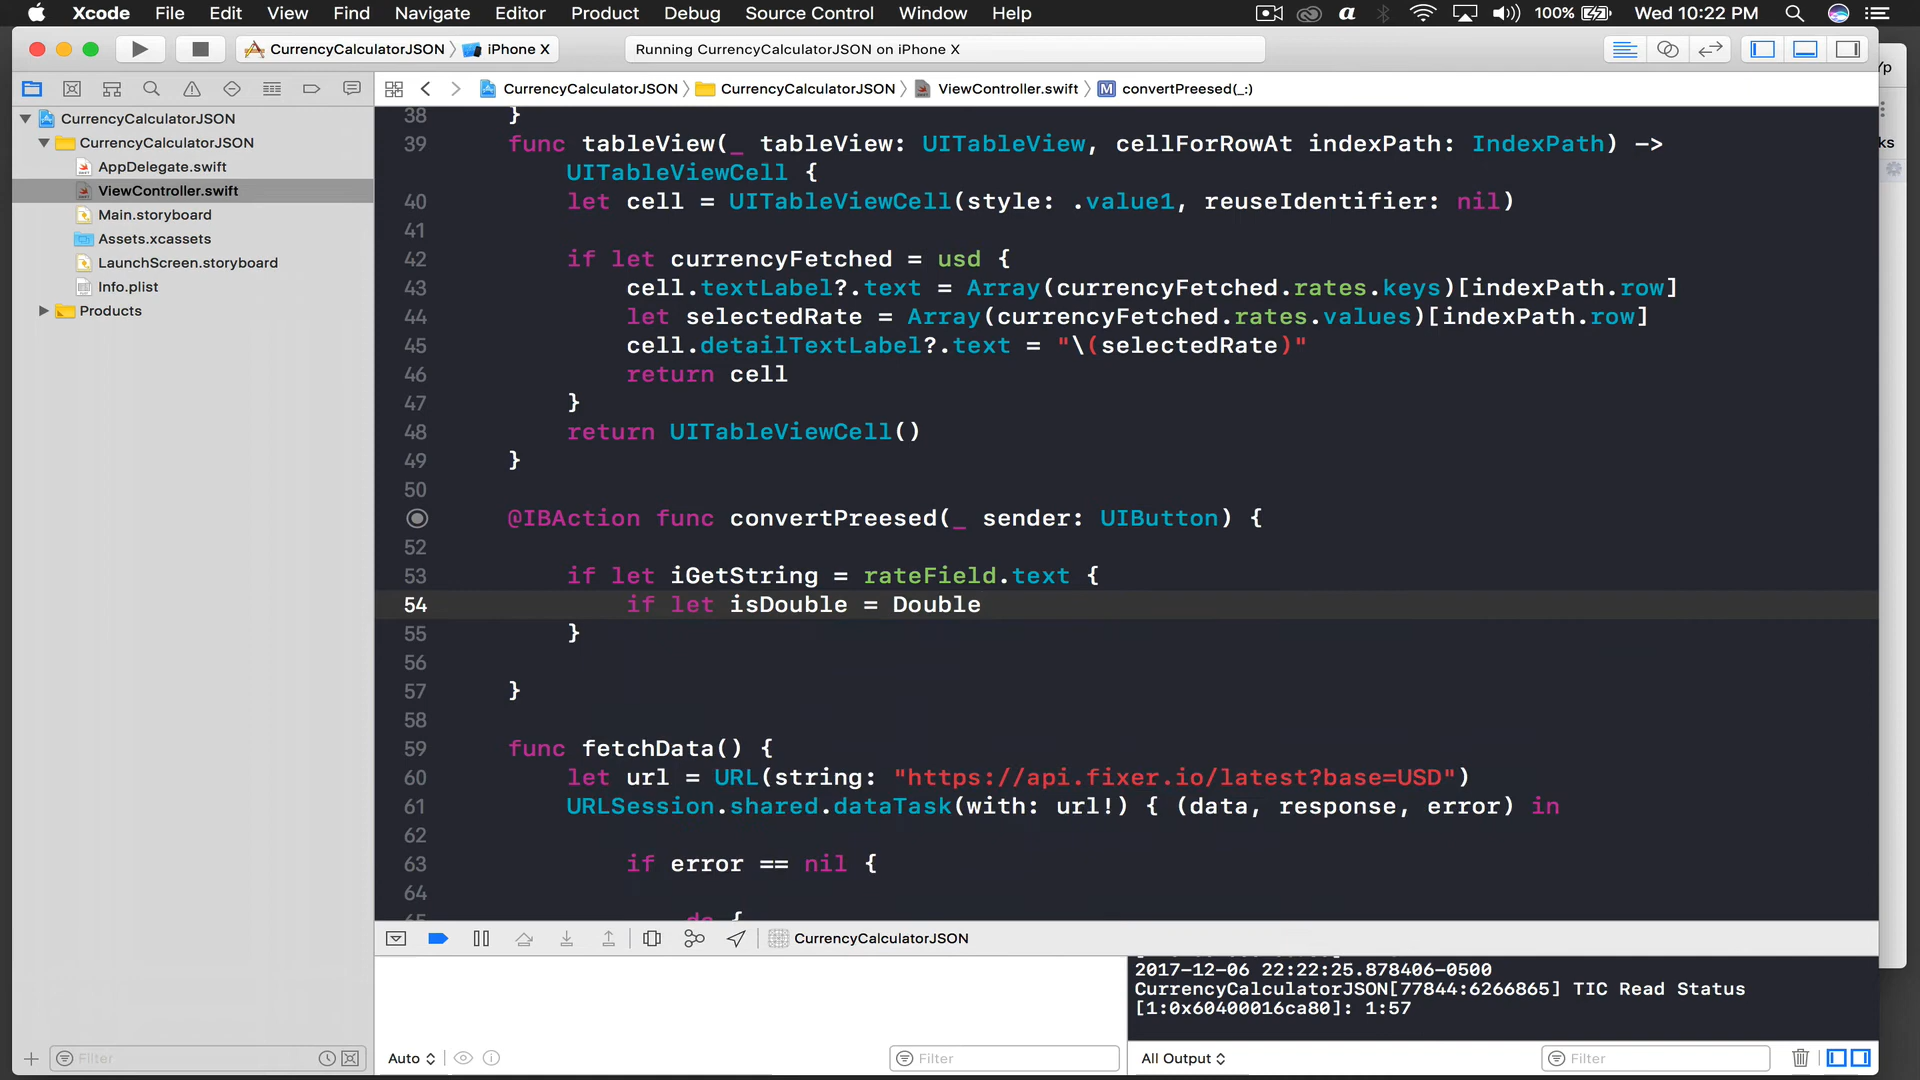 Xcode File Edit View Find Navigate Editor Product Debug Source Control Window Help 100% Wed 10:22 PM
CurrencyCalculatorJSON iPhone X Running CurrencyCalculatorJSON on iPhone X
CurrencyCalculatorJSON CurrencyCalculatorJSON ViewController.swift M convertPreesed(_:)
CurrencyCalculatorJSON
CurrencyCalculatorJSON
AppDelegate.swift
ViewController.swift
Main.storyboard
Assets.xcassets
LaunchScreen.storyboard
Info.plist
Products
38 }
39 func tableView(_ tableView: UITableView, cellForRowAt indexPath: IndexPath) ->
UITableViewCell {
40 let cell = UITableViewCell(style: .value1, reuseIdentifier: nil)
41
42 if let currencyFetched = usd {
43 cell.textLabel?.text = Array(currencyFetched.rates.keys)[indexPath.row]
44 let selectedRate = Array(currencyFetched.rates.values)[indexPath.row]
45 cell.detailTextLabel?.text = "\(selectedRate)"
46 return cell
47 }
48 return UITableViewCell()
49 }
50
@IBAction func convertPreesed(_ sender: UIButton) {
52
53 if let iGetString = rateField.text {
54 if let isDouble = Double
55 }
56
57 }
58
59 func fetchData() {
60 let url = URL(string: "https://api.fixer.io/latest?base=USD")
61 URLSession.shared.dataTask(with: url!) { (data, response, error) in
62
63 if error == nil {
64
65 do {
CurrencyCalculatorJSON
2017-12-06 22:22:25.878406-0500
CurrencyCalculatorJSON[77844:6266865] TIC Read Status
[1:0x60400016ca80]: 1:57
Filter
Auto
Filter
All Output
Filter
Yp
ks